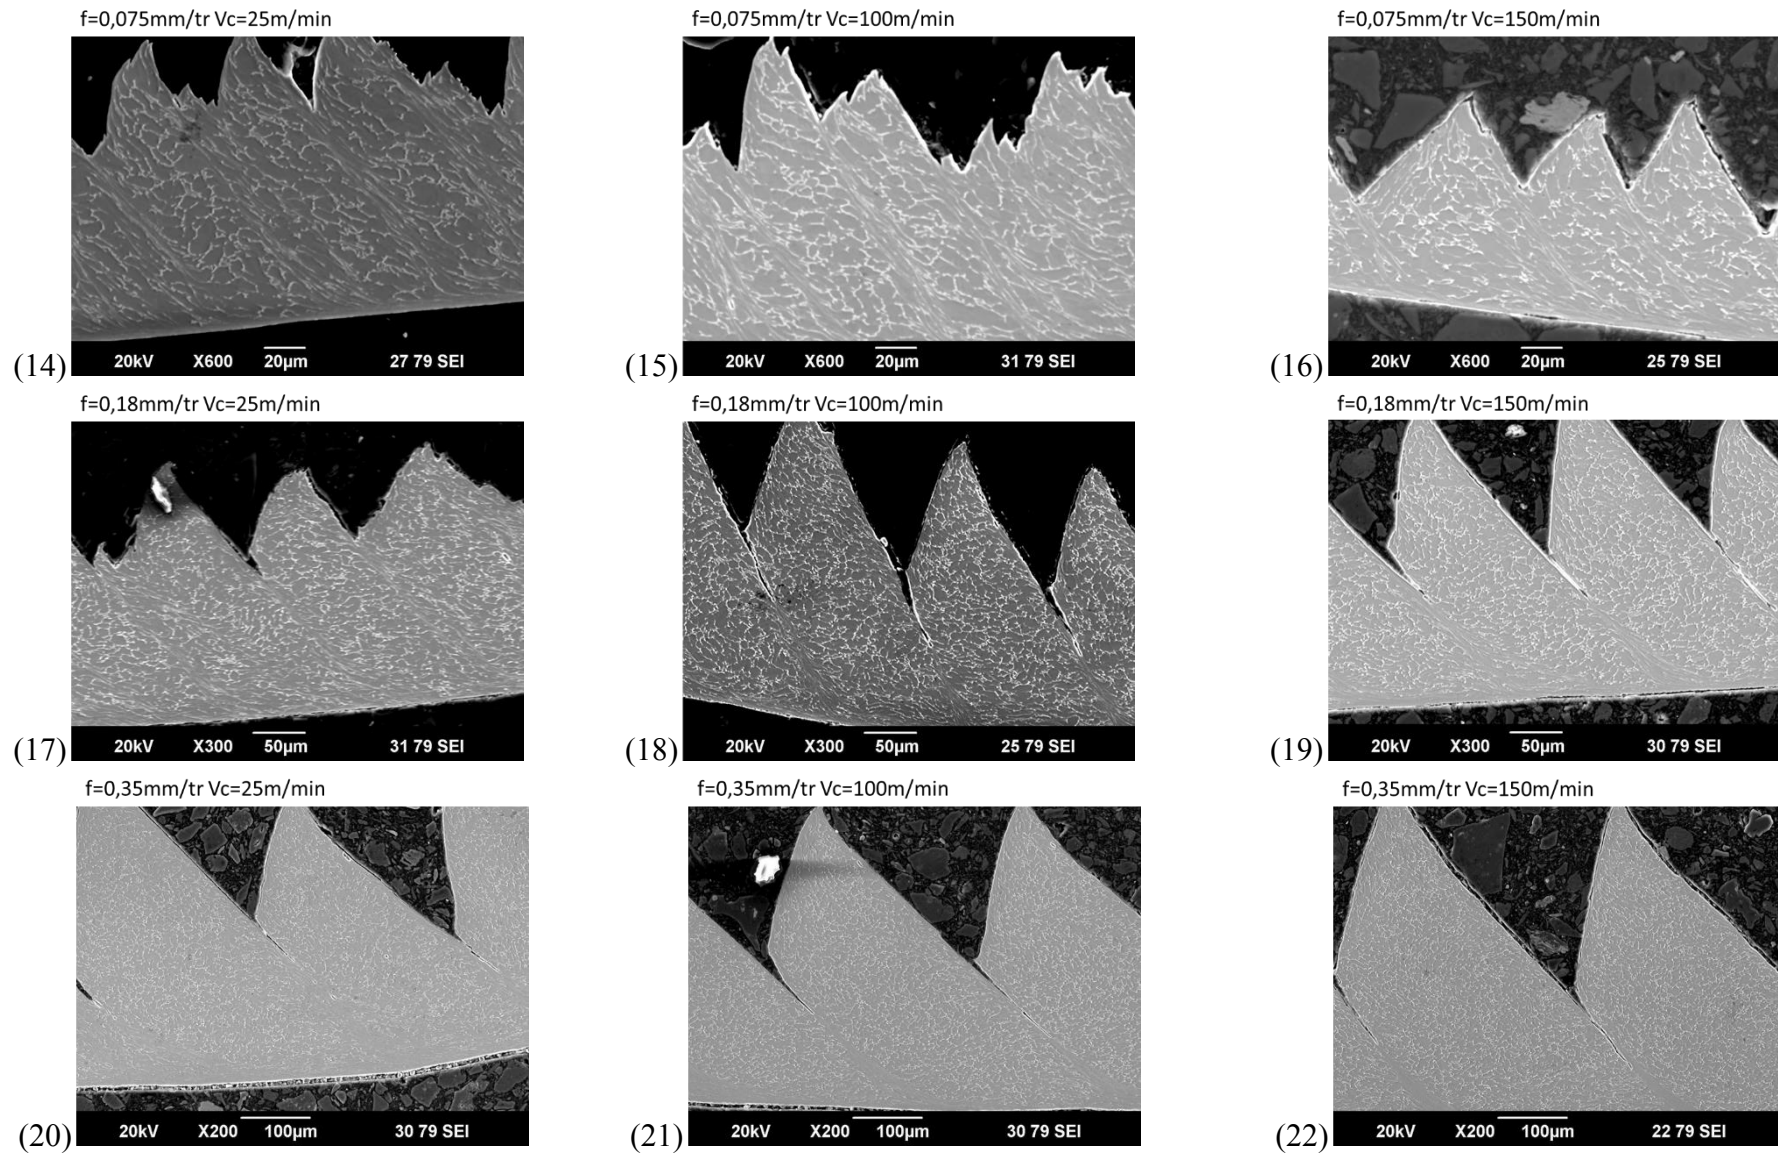 f=0,075mm/tr Vc=25m/min
f=0,075mm/tr Vc=100m/min
f=0,075mm/tr Vc=150m/min
(14) 20kV X600 20µm 27 79 SEI
(15) 20kV X600 20µm 31 79 SEI
(16) 20kV X600 20µm 25 79 SEI
f=0,18mm/tr Vc=25m/min
f=0,18mm/tr Vc=100m/min
f=0,18mm/tr Vc=150m/min
(17) 20kV X300 50µm 31 79 SEI
(18) 20kV X300 50µm 25 79 SEI
(19) 20kV X300 50µm 30 79 SEI
f=0,35mm/tr Vc=25m/min
f=0,35mm/tr Vc=100m/min
f=0,35mm/tr Vc=150m/min
(20) 20kV X200 100µm 30 79 SEI
(21) 20kV X200 100µm 30 79 SEI
(22) 20kV X200 100µm 22 79 SEI